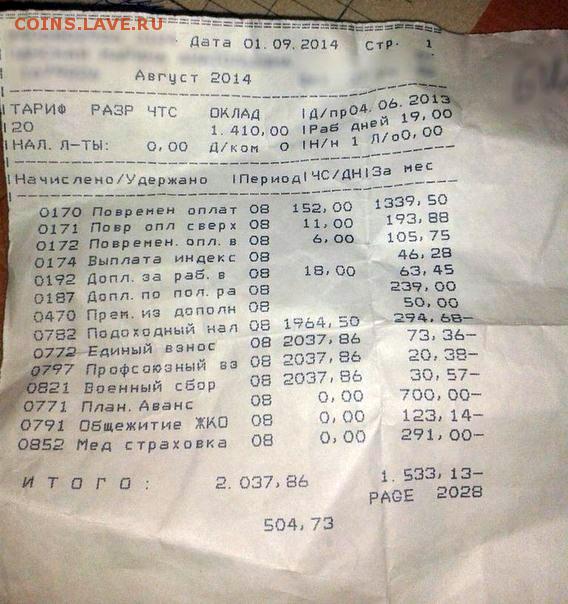 COINS.LAVE.RU
Дата 01.09.2014 Стр. 1
Август 2014
ТАРИФ РАЗР ЧТС ОКЛАД |Д/пр04.06.2013
20 1.410,00 |Раб дней 19,00
НАЛ.Л-ТЫ: 0,00 Д/ком 0 |Н/н 1 Л/о0,00
Начислено/Удержано |Период|ЧС/ДН|За мес
0170 Повремен оплат 08 152,00 1339,50
0171 Повр опл сверх 08 11,00 193,88
0172 Повремен. опл. в 08 6,00 105,75
0174 Выплата индекс 08 46,28
0192 Допл. за раб. в 08 18,00 63,45
0187 Допл. по пол. ра 08 239,00
0470 Прем. из дополн 08 50,00
0782 Подоходный нал 08 1964,50 294,68-
0772 Единый взнос 08 2037,86 73,36-
0797 Профсоюзный вз 08 2037,86 20,38-
0821 Военный сбор 08 2037,86 30,57-
0771 План. Аванс 08 0,00 700,00-
0791 Общежитие ЖКО 08 0,00 123,14-
0852 Мед страховка 08 0,00 291,00-
ИТОГО: 2.037,86 1.533,13-
PAGE 2028
504,73